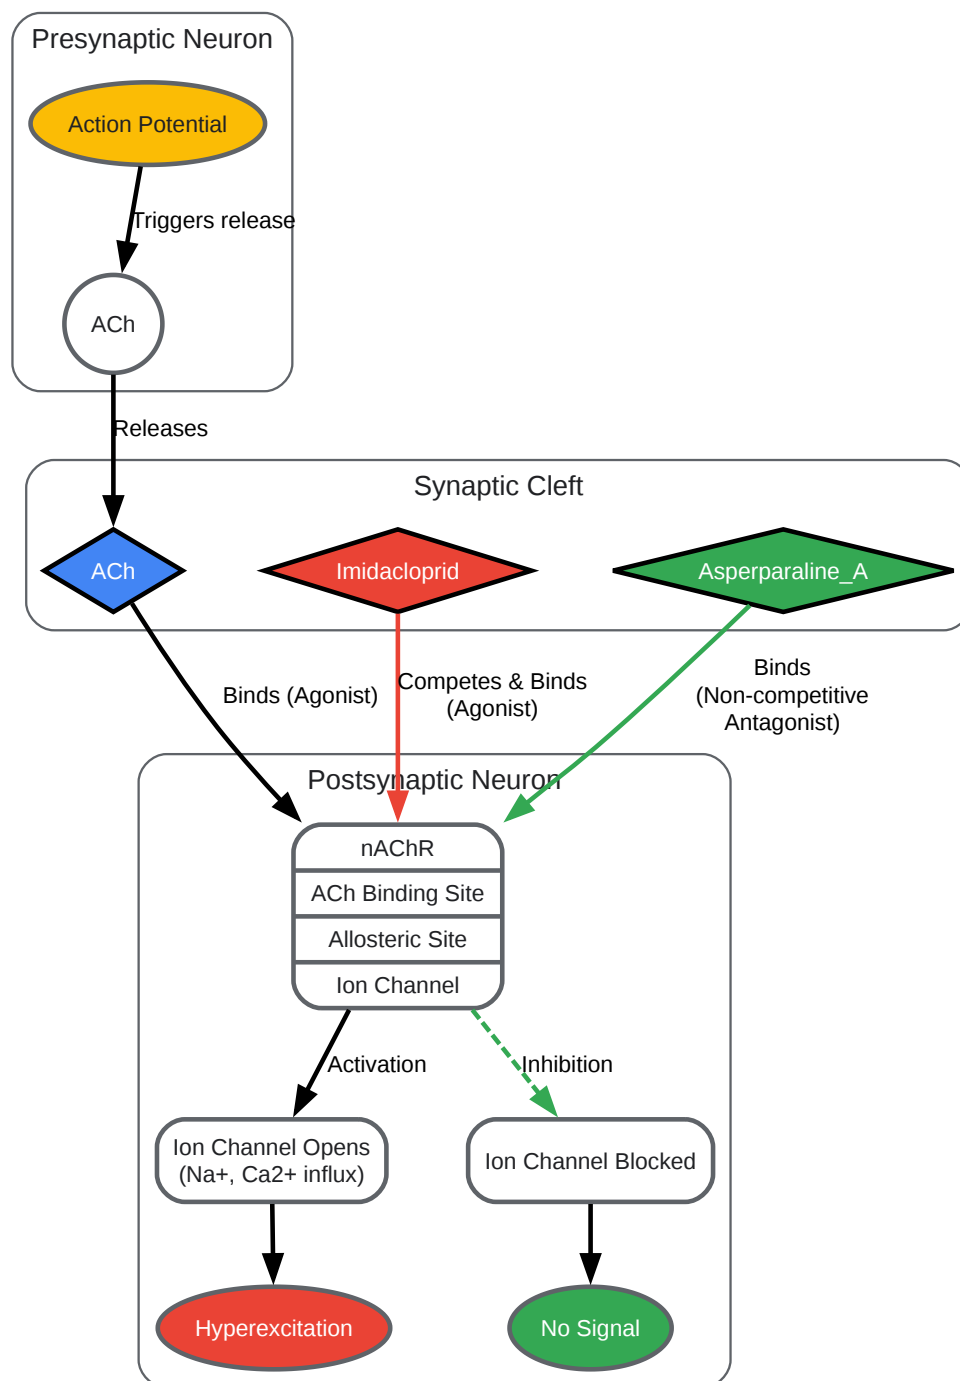 Presynaptic Neuron
Action Potential
Triggers release
ACh
Releases
Synaptic Cleft
ACh
Imidacloprid
Asperparaline_A
Binds (Agonist)
Competes & Binds
(Agonist)
Binds
(Non-competitive
Antagonist)
Postsynaptic Neuron
nAChR
ACh Binding Site
Allosteric Site
Ion Channel
Activation
Inhibition
Ion Channel Opens
(Na+, Ca2+ influx)
Ion Channel Blocked
Hyperexcitation
No Signal